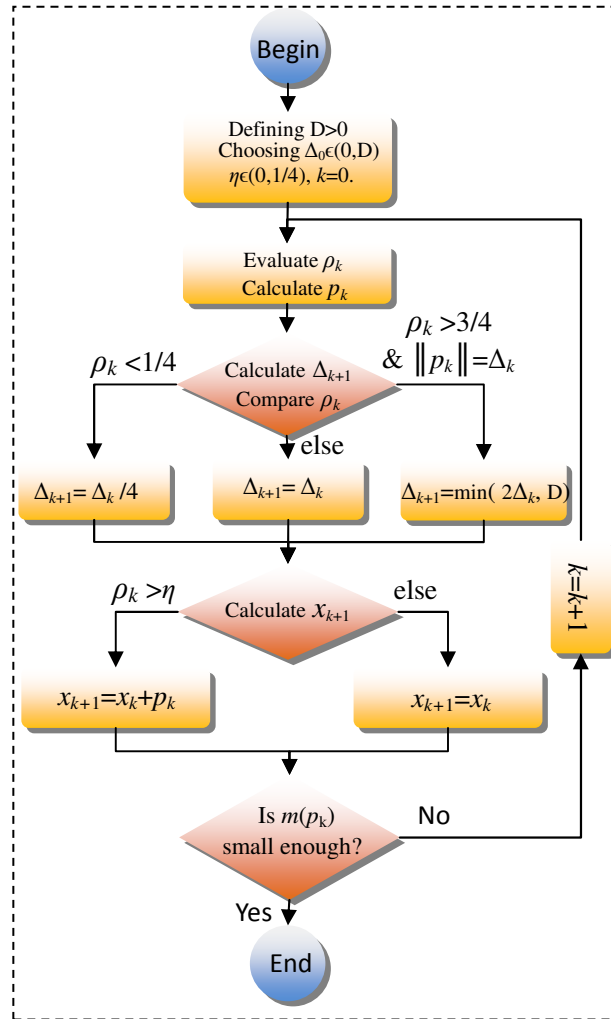 Begin
Defining D>0
Choosing Δ₀ϵ(0,D)
ηϵ(0,1/4), k=0.
Evaluate ρₖ
Calculate pₖ
ρₖ >3/4
& ‖pₖ‖=Δₖ
ρₖ <1/4
Calculate Δₖ₊₁
Compare ρₖ
else
Δₖ₊₁= Δₖ /4
Δₖ₊₁= Δₖ
Δₖ₊₁=min( 2Δₖ, D)
k=k+1
ρₖ >η
Calculate xₖ₊₁
else
xₖ₊₁=xₖ+pₖ
xₖ₊₁=xₖ
Is m(pₖ)
small enough?
No
Yes
End